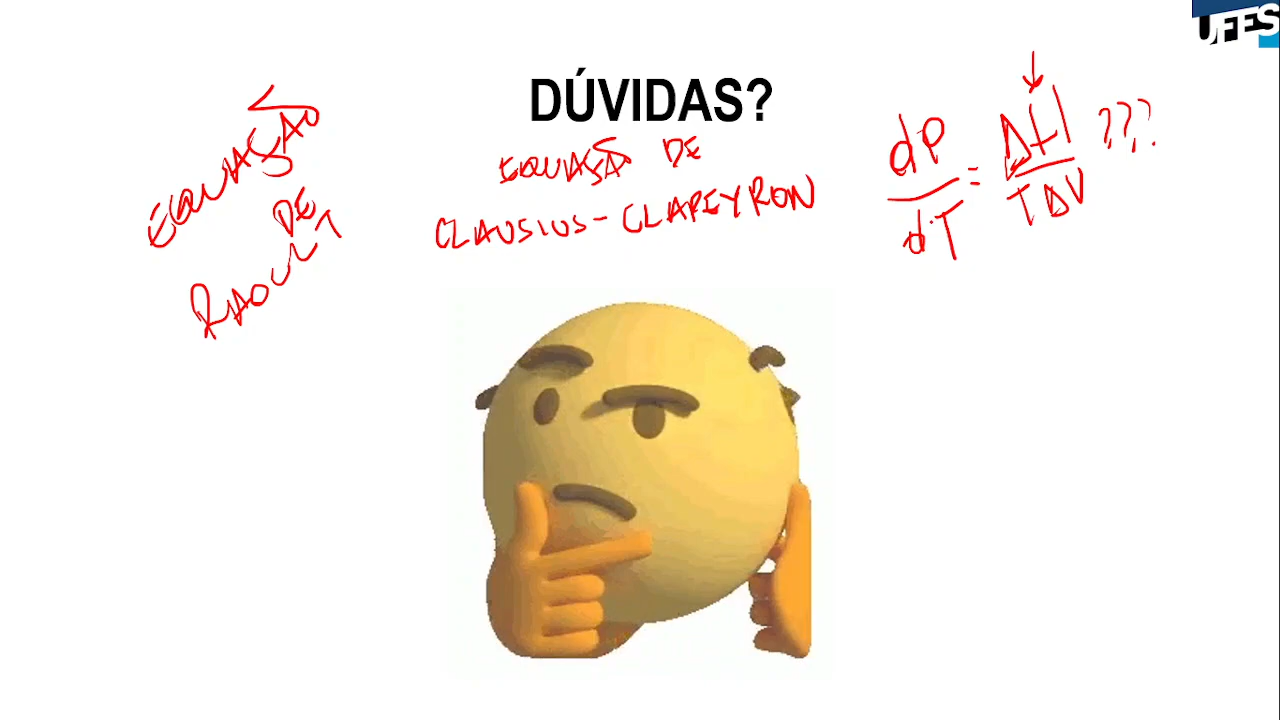 UFES
DÚVIDAS?
EQUAÇÃO
DE
RAOULT
EQUAÇÃO DE
CLAUSIUS-CLAPEYRON
dP/dT = ΔH/TΔV ???